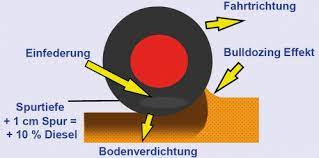 Fahrtrichtung
Einfederung
Bulldozing Effekt
Spurtiefe
+ 1 cm Spur =
+ 10 % Diesel
Bodenverdichtung